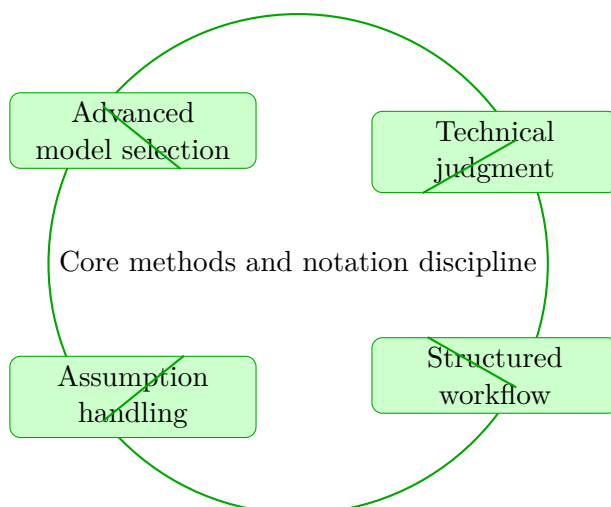 Advanced
model selection
Technical
judgment
Core methods and notation discipline
Assumption
handling
Structured
workflow